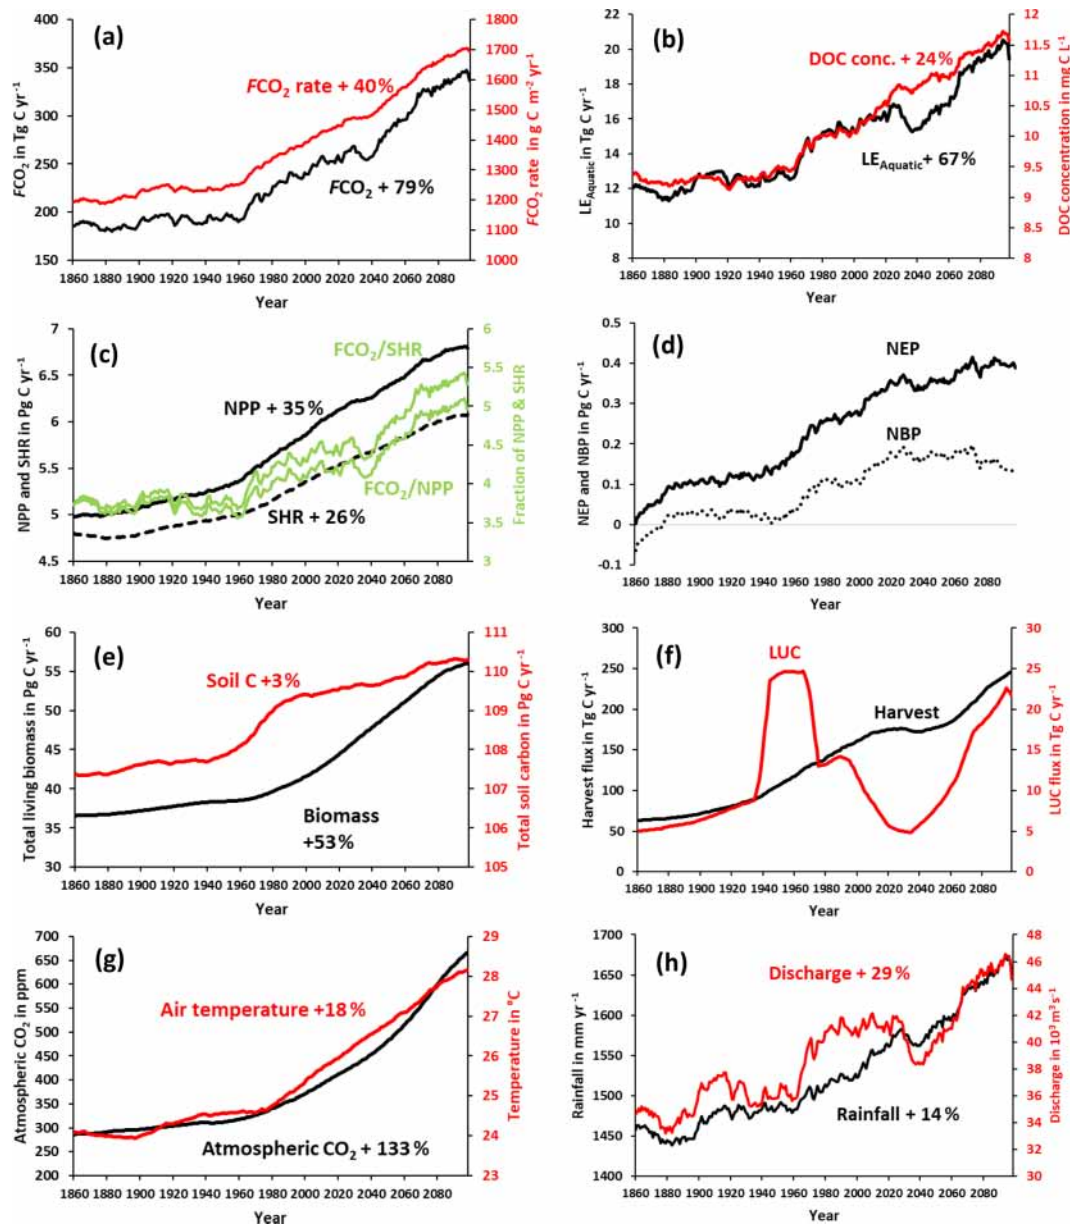 (a)
FCO₂ in Tg C yr⁻¹
400
350
300
250
200
150
FCO₂ rate + 40%
FCO₂ + 79%
1800
1700
1600
1500
1400
1300
1200
1100
1000
FCO₂ rate in g C m⁻² yr⁻¹
1860 1880 1900 1920 1940 1960 1980 2000 2020 2040 2060 2080
Year
(b)
LE_Aquatic in Tg C yr⁻¹
22
20
18
16
14
12
10
8
DOC conc. + 24%
LE_Aquatic + 67%
12
11.5
11
10.5
10
9.5
9
8.5
8
DOC concentration in mg C L⁻¹
1860 1880 1900 1920 1940 1960 1980 2000 2020 2040 2060 2080
Year
(c)
NPP and SHR in Pg C yr⁻¹
7
6.5
6
5.5
5
4.5
FCO₂/SHR
NPP + 35%
FCO₂/NPP
SHR + 26%
6
5.5
5
4.5
4
3.5
3
Fraction of NPP & SHR
1860 1880 1900 1920 1940 1960 1980 2000 2020 2040 2060 2080
Year
(d)
NEP and NBP in Pg C yr⁻¹
0.5
0.4
0.3
0.2
0.1
0
-0.1
NEP
NBP
1860 1880 1900 1920 1940 1960 1980 2000 2020 2040 2060 2080
Year
(e)
Total living biomass in Pg C yr⁻¹
60
55
50
45
40
35
30
Soil C +3%
Biomass
+53%
111
110
109
108
107
106
105
Total soil carbon in Pg C yr⁻¹
1860 1880 1900 1920 1940 1960 1980 2000 2020 2040 2060 2080
Year
(f)
Harvest flux in Tg C yr⁻¹
300
250
200
150
100
50
0
LUC
Harvest
30
25
20
15
10
5
0
LUC flux in Tg C yr⁻¹
1860 1880 1900 1920 1940 1960 1980 2000 2020 2040 2060 2080
Year
(g)
Atmospheric CO₂ in ppm
700
650
600
550
500
450
400
350
300
250
200
Air temperature +18%
Atmospheric CO₂ + 133%
29
28
27
26
25
24
23
Temperature in °C
1860 1880 1900 1920 1940 1960 1980 2000 2020 2040 2060 2080
Year
(h)
Rainfall in mm yr⁻¹
1700
1650
1600
1550
1500
1450
1400
Discharge + 29%
Rainfall + 14%
48
46
44
42
40
38
36
34
32
30
Discharge in 10³ m³ s⁻¹
1860 1880 1900 1920 1940 1960 1980 2000 2020 2040 2060 2080
Year